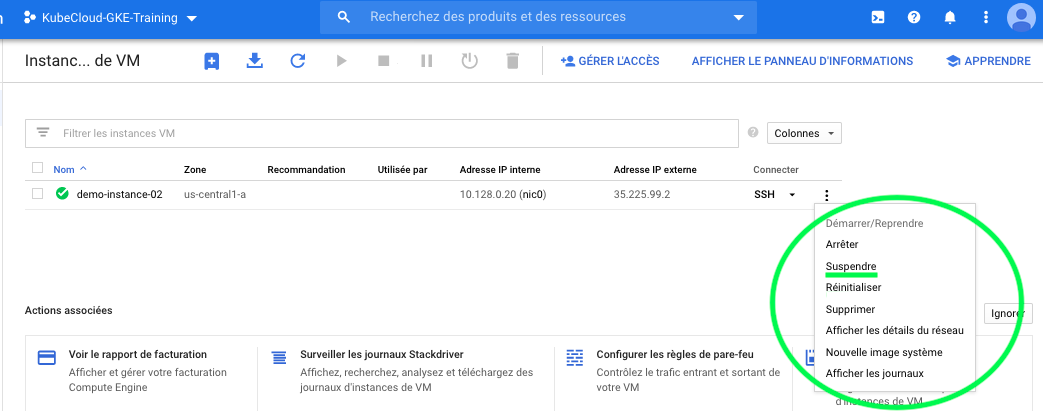 KubeCloud-GKE-Training
Recherchez des produits et des ressources
Instanc... de VM
GÉRER L'ACCÈS
AFFICHER LE PANNEAU D'INFORMATIONS
APPRENDRE
Filtrer les instances VM
Colonnes
Nom Zone Recommandation Utilisée par Adresse IP interne Adresse IP externe Connecter
demo-instance-02 us-central1-a 10.128.0.20 (nic0) 35.225.99.2 SSH
Démarrer/Reprendre
Arrêter
Suspendre
Réinitialiser
Supprimer
Afficher les détails du réseau
Nouvelle image système
Afficher les journaux
Actions associées
Ignorer
Voir le rapport de facturation
Afficher et gérer votre facturation
Compute Engine
Surveiller les journaux Stackdriver
Affichez, recherchez, analysez et téléchargez des
journaux d'instances de VM
Configurer les règles de pare-feu
Contrôlez le trafic entrant et sortant de
votre VM
d'instances de VM